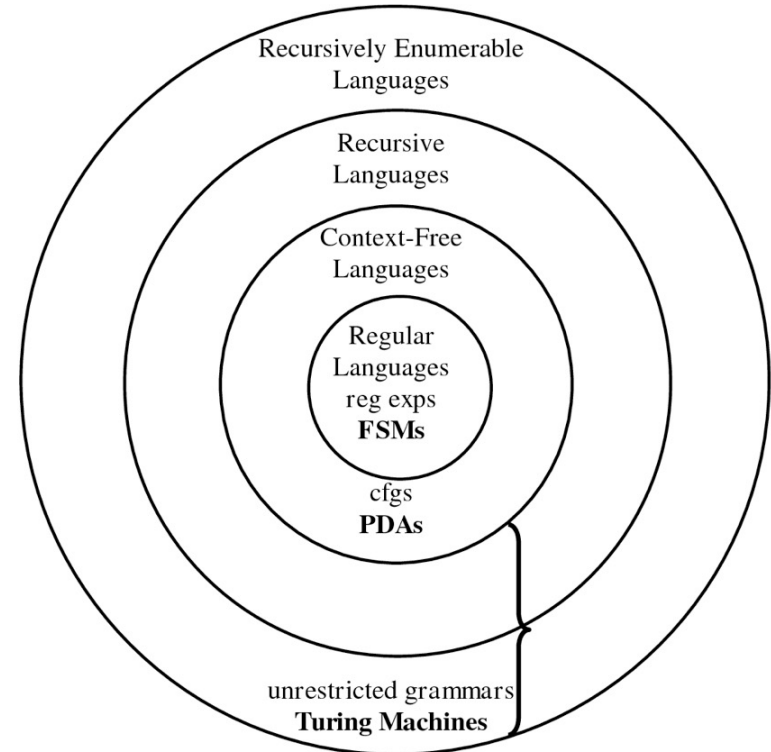 Recursively Enumerable
Languages
Recursive
Languages
Context-Free
Languages
Regular
Languages
reg exps
FSMs
cfgs
PDAs
unrestricted grammars
Turing Machines